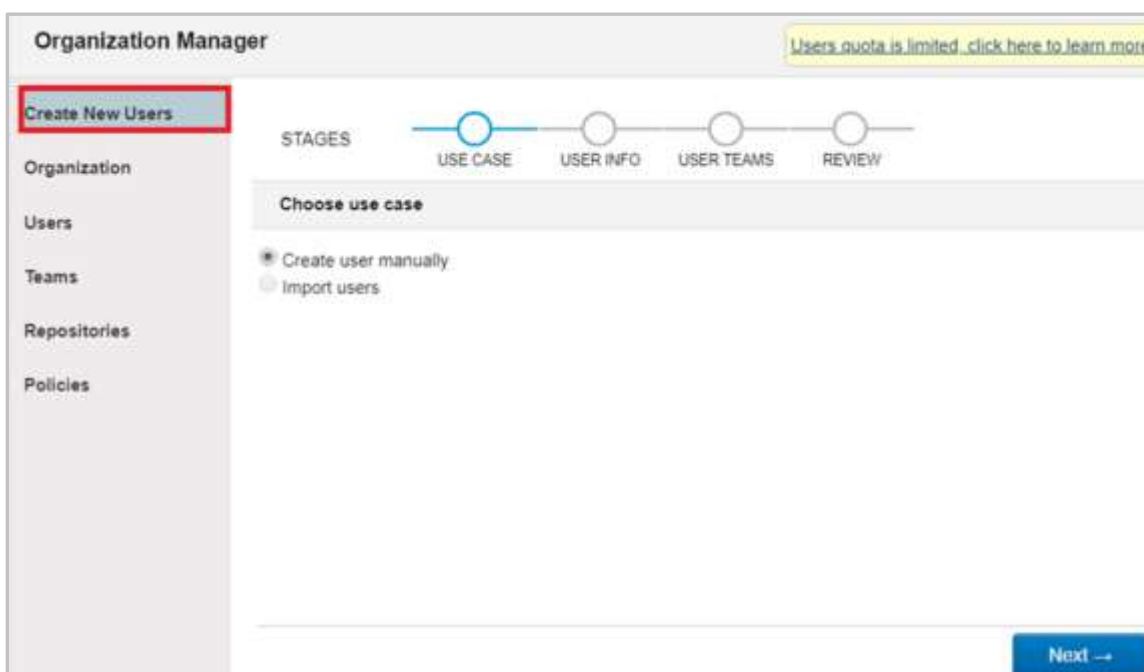 Organization Manager
Users quota is limited, click here to learn more
Create New Users
Organization
Users
Teams
Repositories
Policies
STAGES
USE CASE
USER INFO
USER TEAMS
REVIEW
Choose use case
Create user manually
Import users
Next →